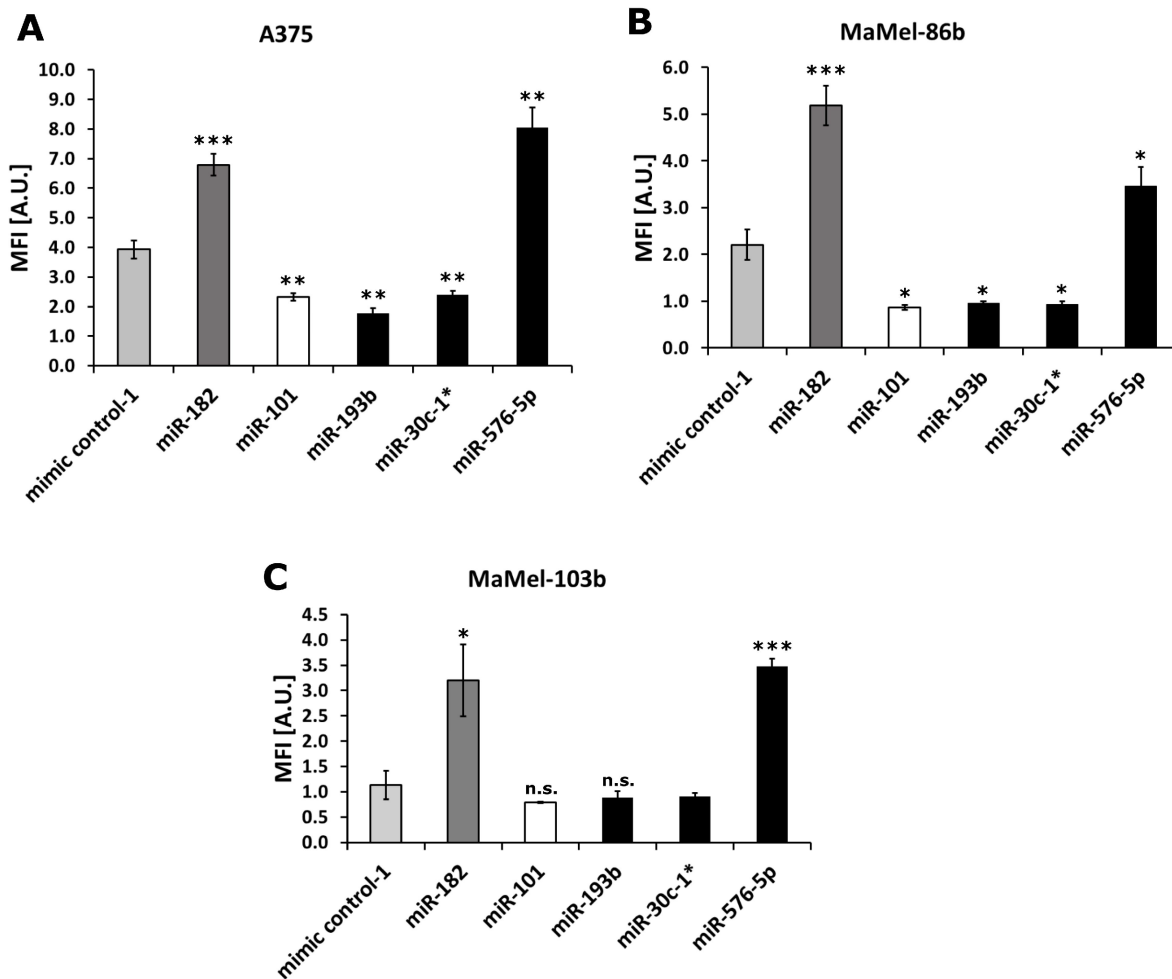 A
A375
MFI [A.U.]
10.0
9.0
8.0
7.0
6.0
5.0
4.0
3.0
2.0
1.0
0.0
***
**
**
**
**
mimic control-1
miR-182
miR-101
miR-193b
miR-30c-1*
miR-576-5p
B
MaMel-86b
MFI [A.U.]
6.0
5.0
4.0
3.0
2.0
1.0
0.0
***
*
*
*
*
mimic control-1
miR-182
miR-101
miR-193b
miR-30c-1*
miR-576-5p
C
MaMel-103b
MFI [A.U.]
4.5
4.0
3.5
3.0
2.5
2.0
1.5
1.0
0.5
0.0
*
n.s.
n.s.
***
mimic control-1
miR-182
miR-101
miR-193b
miR-30c-1*
miR-576-5p